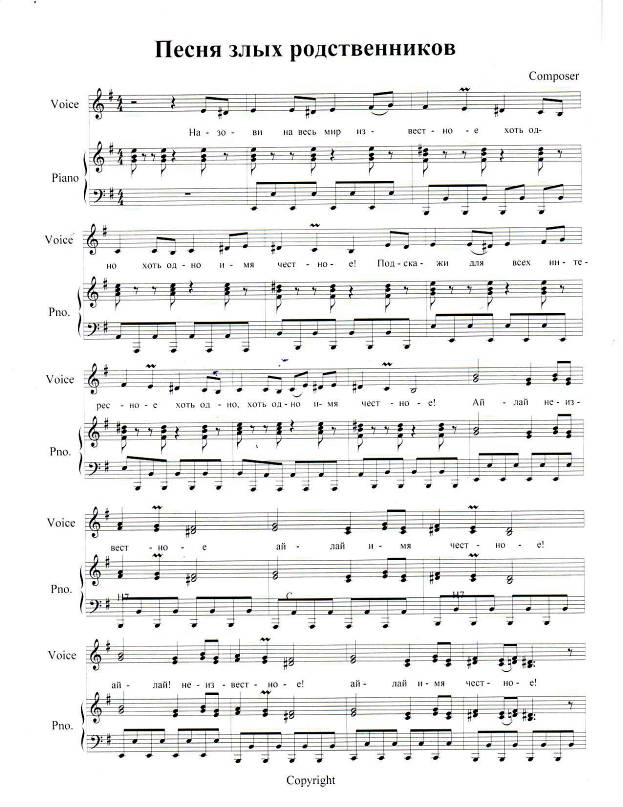 Песня злых родственников
Composer
Voice
На - зо - ви на весь мир из - вест - но - е хоть од-
Piano
Voice
но хоть од - но и - мя чест - но - е! Под - ска - жи для всех ин - те-
Pno.
Voice
рес - но - е хоть од - но, хоть од - но и - мя чест - но - е! Ай - лай не-из-
Pno.
Voice
вест - но - е ай - лай и - мя чест - но - е!
Pno.
H7 C H7
Voice
ай - лай! не - из - вест - но - е! ай - лай и-мя чест - но - е!
Pno.
Copyright